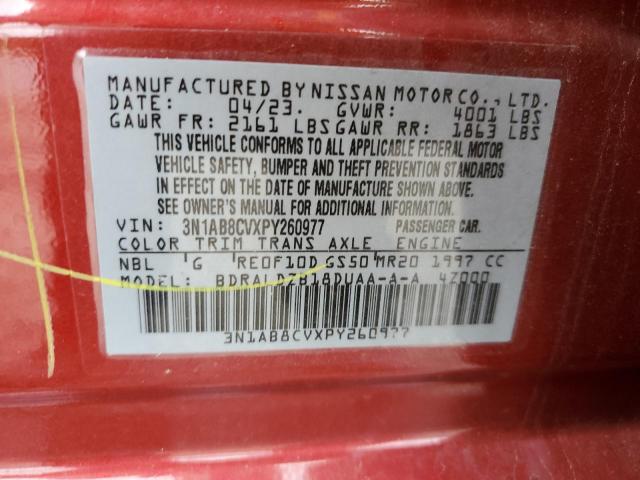 MANUFACTURED BY NISSAN MOTOR CO., LTD.
DATE: 04/23. GVWR: 4001 LBS
GAWR FR: 2161 LBS GAWR RR: 1863 LBS
THIS VEHICLE CONFORMS TO ALL APPLICABLE FEDERAL MOTOR
VEHICLE SAFETY, BUMPER AND THEFT PREVENTION STANDARDS
IN EFFECT ON THE DATE OF MANUFACTURE SHOWN ABOVE.
SEE OWNER'S MANUAL FOR ADDITIONAL INFORMATION.
VIN: 3N1AB8CVXPY260977 PASSENGER CAR.
COLOR TRIM TRANS AXLE ENGINE
NBL G RE0F10D GS50 MR20 1997 CC
MODEL: BDRALDZB18DUAA-A-A 4Z000
3N1AB8CVXPY260977